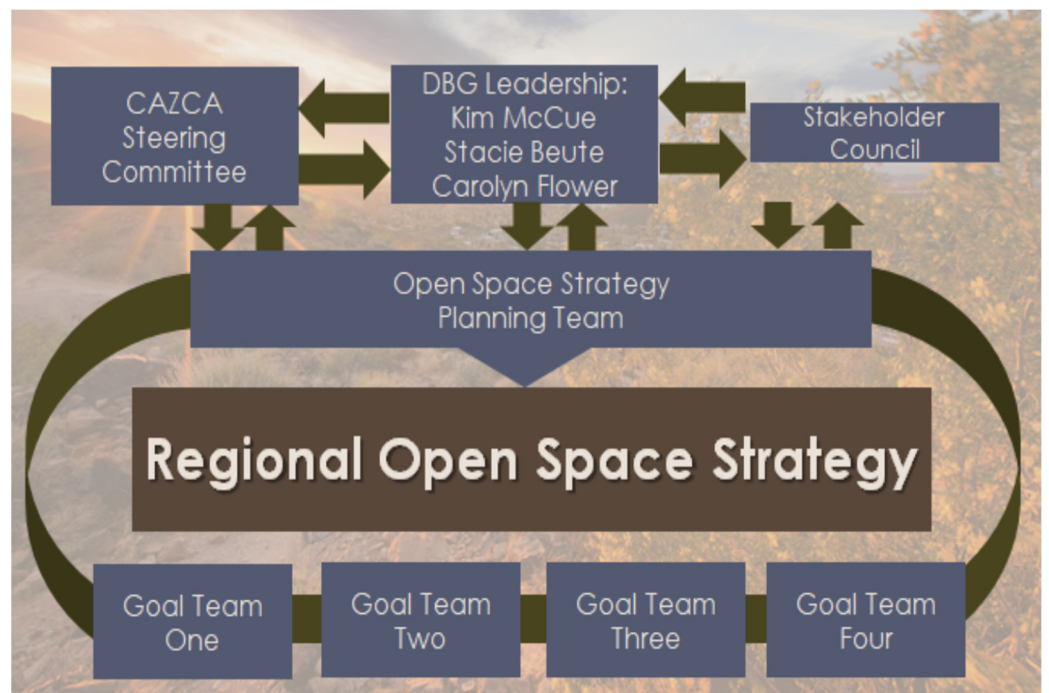 CAZCA
Steering
Committee
DBG Leadership:
Kim McCue
Stacie Beute
Carolyn Flower
Stakeholder
Council
Open Space Strategy
Planning Team
Regional Open Space Strategy
Goal Team
One
Goal Team
Two
Goal Team
Three
Goal Team
Four